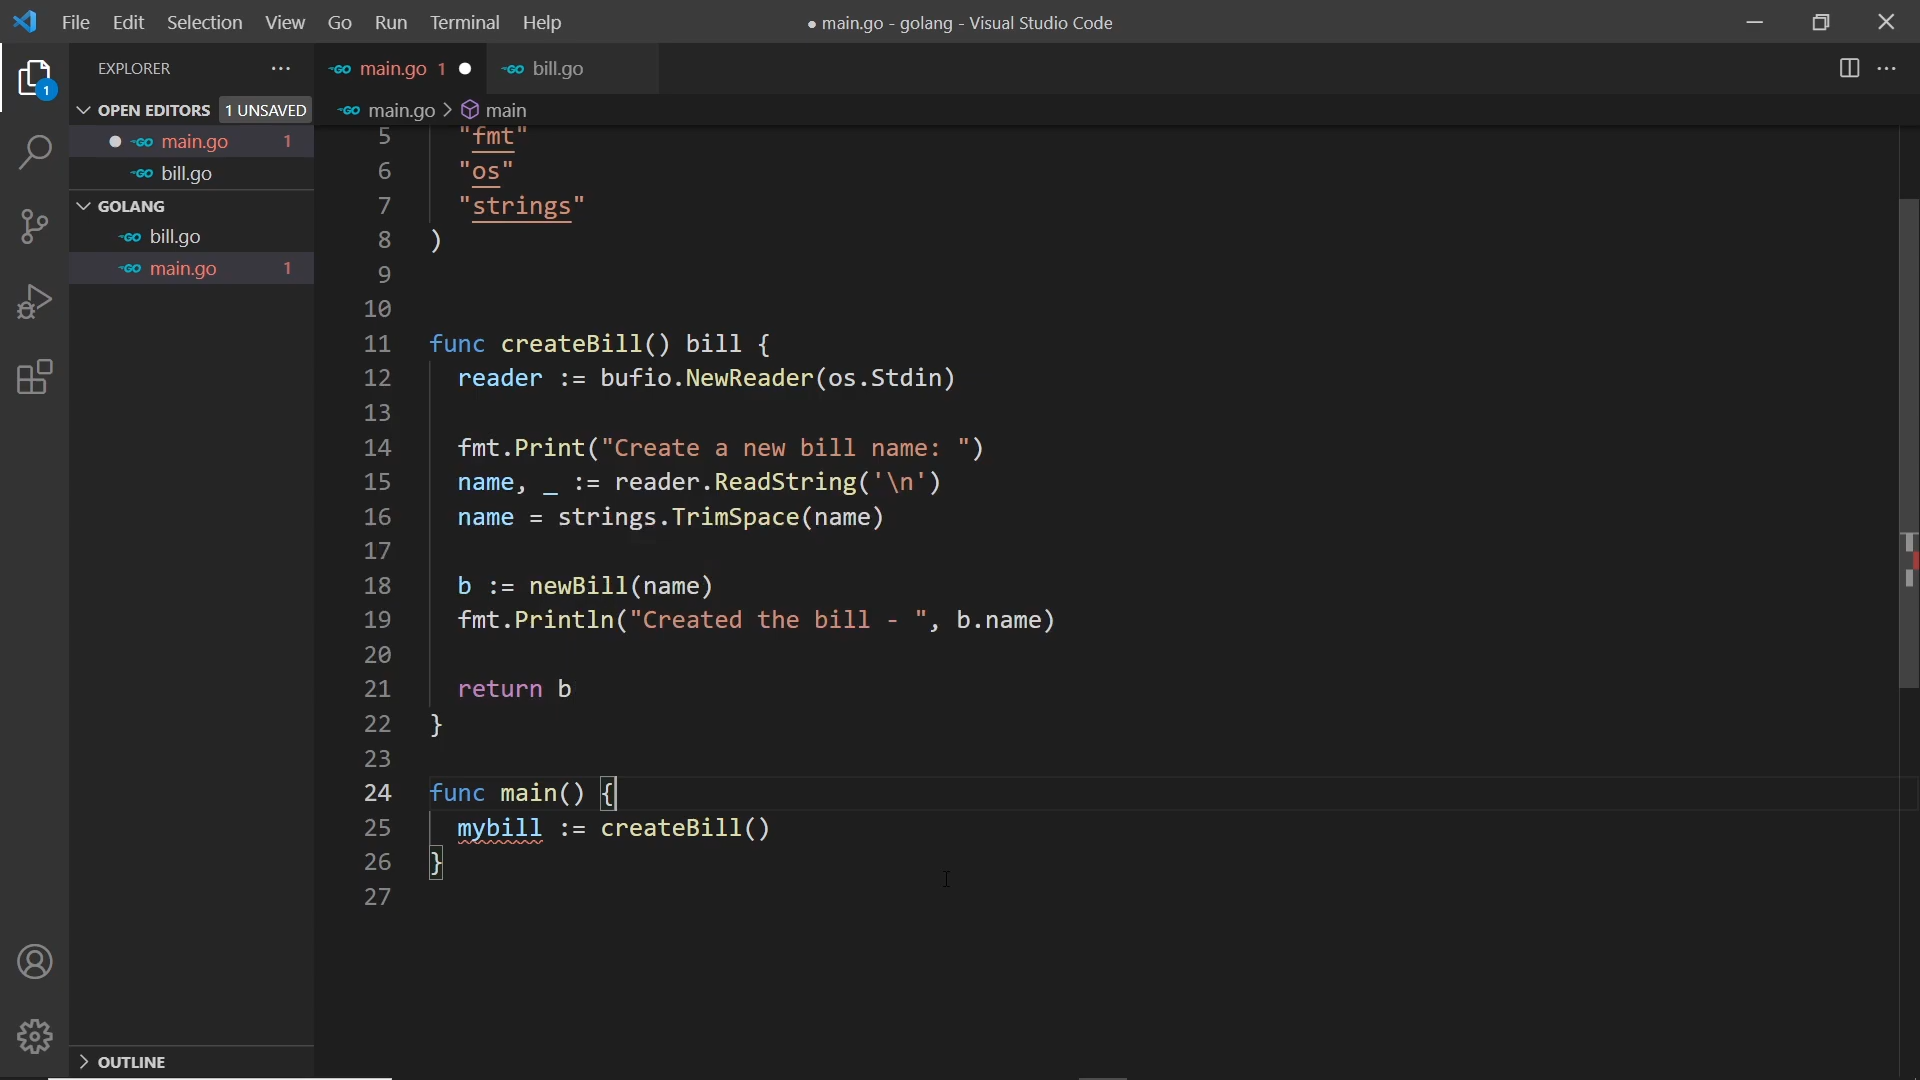 File Edit Selection View Go Run Terminal Help
● main.go - golang - Visual Studio Code
EXPLORER
main.go 1
bill.go
1
OPEN EDITORS 1 UNSAVED
main.go 1
bill.go
GOLANG
bill.go
main.go 1
OUTLINE
main.go > main
5 "fmt"
6 "os"
7 "strings"
8 )
9
10
11 func createBill() bill {
12 reader := bufio.NewReader(os.Stdin)
13
14 fmt.Print("Create a new bill name: ")
15 name, _ := reader.ReadString('\n')
16 name = strings.TrimSpace(name)
17
18 b := newBill(name)
19 fmt.Println("Created the bill - ", b.name)
20
21 return b
22 }
23
24 func main() {
25 mybill := createBill()
26 }
27